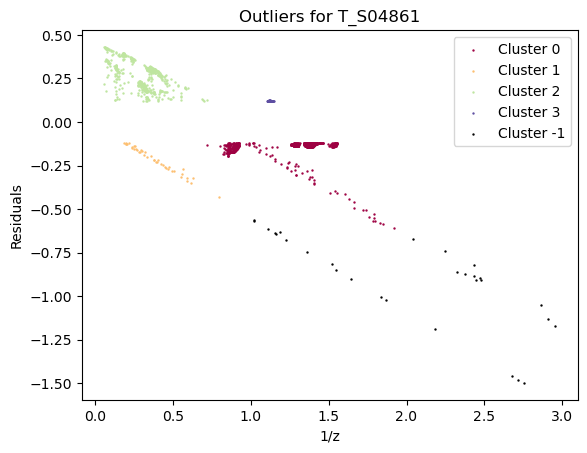 Outliers for T_S04861
0.50
0.25
0.00
-0.25
-0.50
-0.75
-1.00
-1.25
-1.50
Residuals
Cluster 0
Cluster 1
Cluster 2
Cluster 3
Cluster -1
0.0 0.5 1.0 1.5 2.0 2.5 3.0
1/z